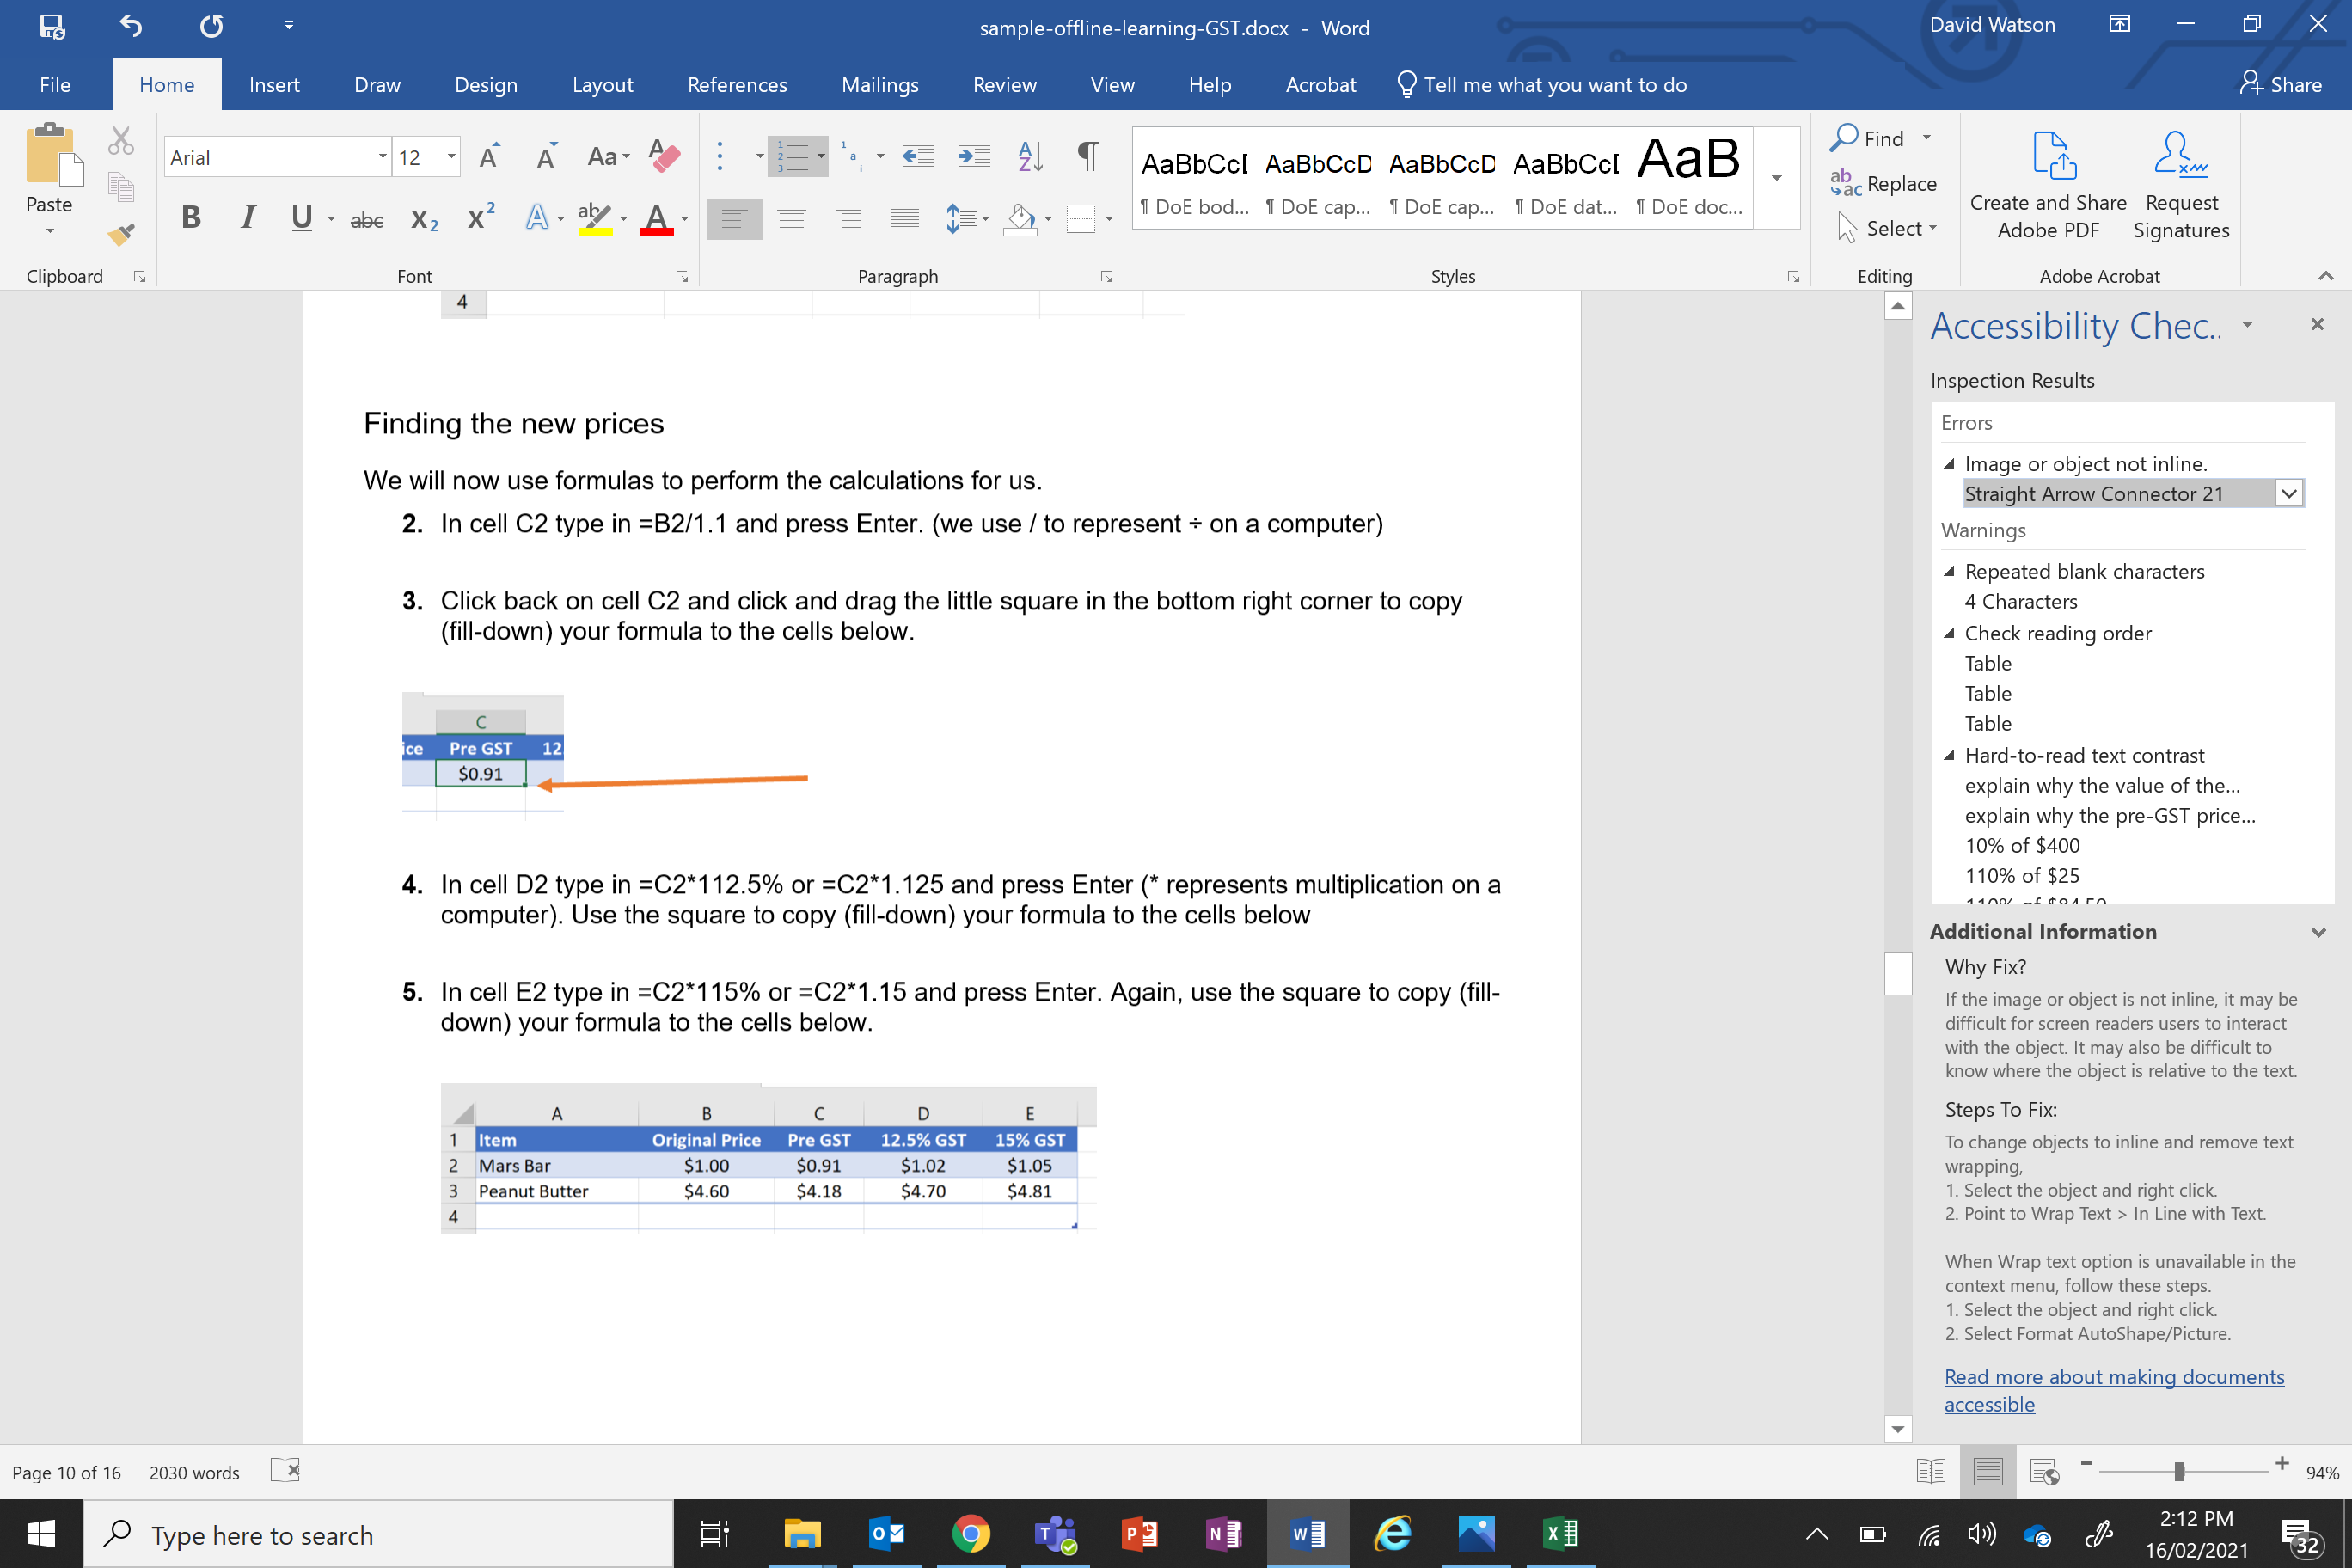 sample-offline-learning-GST.docx - Word
David Watson
File Home Insert Draw Design Layout References Mailings Review View Help Acrobat Tell me what you want to do Share
Paste
Clipboard
Arial 12
Font
Paragraph
AaBbCcI AaBbCcD AaBbCcD AaBbCcI AaB
¶ DoE bod... ¶ DoE cap... ¶ DoE cap... ¶ DoE dat... ¶ DoE doc...
Styles
Find
Replace
Select
Editing
Create and Share Adobe PDF
Request Signatures
Adobe Acrobat
4
Finding the new prices
We will now use formulas to perform the calculations for us.
2. In cell C2 type in =B2/1.1 and press Enter. (we use / to represent ÷ on a computer)
3. Click back on cell C2 and click and drag the little square in the bottom right corner to copy
(fill-down) your formula to the cells below.
C
ice Pre GST 12.
$0.91
4. In cell D2 type in =C2*112.5% or =C2*1.125 and press Enter (* represents multiplication on a
computer). Use the square to copy (fill-down) your formula to the cells below
5. In cell E2 type in =C2*115% or =C2*1.15 and press Enter. Again, use the square to copy (fill-
down) your formula to the cells below.
A B C D E
1 Item Original Price Pre GST 12.5% GST 15% GST
2 Mars Bar $1.00 $0.91 $1.02 $1.05
3 Peanut Butter $4.60 $4.18 $4.70 $4.81
4
Accessibility Chec..
Inspection Results
Errors
Image or object not inline.
Straight Arrow Connector 21
Warnings
Repeated blank characters
4 Characters
Check reading order
Table
Table
Table
Hard-to-read text contrast
explain why the value of the...
explain why the pre-GST price...
10% of $400
110% of $25
110% of $84.50
Additional Information
Why Fix?
If the image or object is not inline, it may be
difficult for screen readers users to interact
with the object. It may also be difficult to
know where the object is relative to the text.
Steps To Fix:
To change objects to inline and remove text
wrapping,
1. Select the object and right click.
2. Point to Wrap Text > In Line with Text.
When Wrap text option is unavailable in the
context menu, follow these steps.
1. Select the object and right click.
2. Select Format AutoShape/Picture.
Read more about making documents
accessible
Page 10 of 16 2030 words
94%
Type here to search
2:12 PM
16/02/2021
32